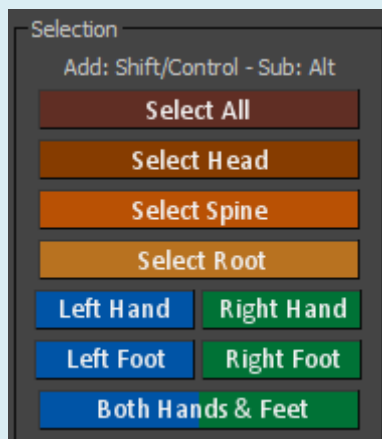 Selection
Add: Shift/Control - Sub: Alt
Select All
Select Head
Select Spine
Select Root
Left Hand Right Hand
Left Foot Right Foot
Both Hands & Feet